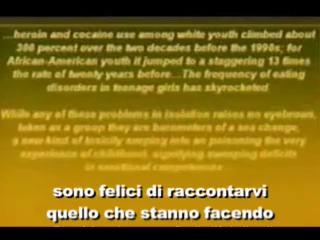 ...heroin and cocaine use among white youth climbed about
300 percent over the two decades before the 1990s; for
African-American youth it jumped to a staggering 13 times
the rate of twenty years before...The frequency of eating
disorders in teenage girls has skyrocketed.
While any of these problems in isolation raises no eyebrows,
taken as a group they are barometers of a sea change,
a new kind of toxicity seeping into an poisoning the very
experience of childhood, signifying sweeping deficits
in emotional competences
sono felici di raccontarvi
quello che stanno facendo